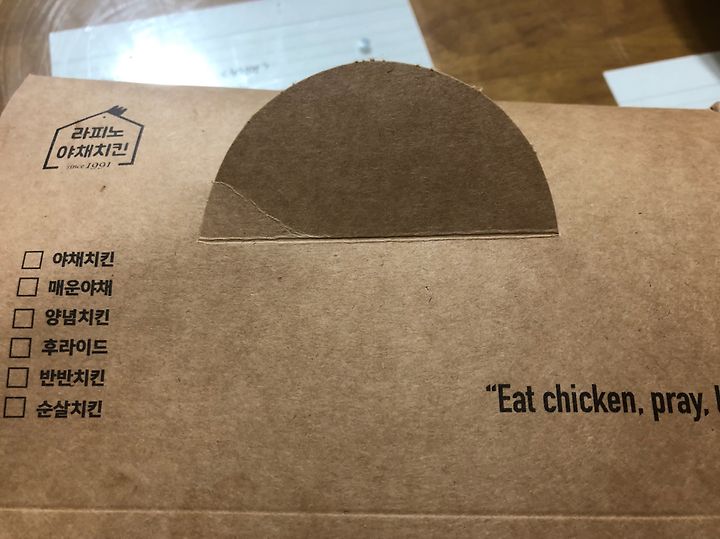 라피노
야채치킨
since 1991
야채치킨
매운야채
양념치킨
후라이드
반반치킨
순살치킨
“Eat chicken, pray,